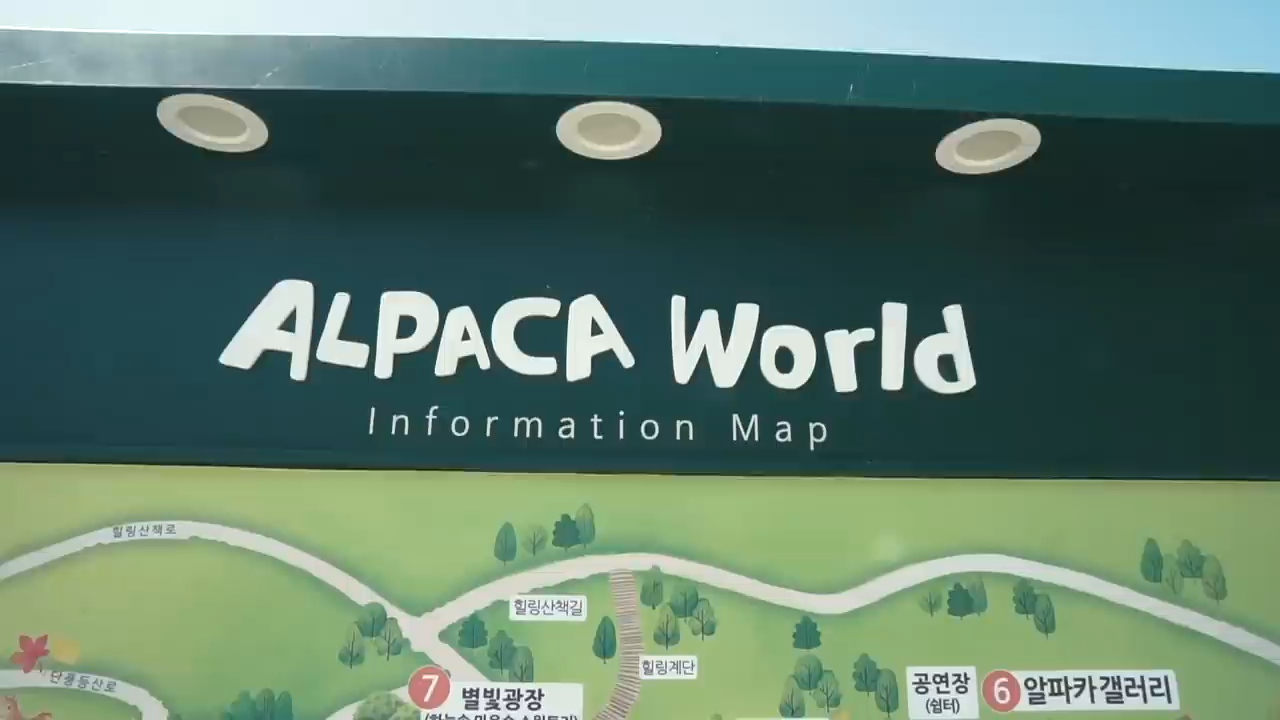 ALPACA World
Information Map
힐링산책로
힐링산책길
힐링계단
단풍등산로
7 별빛광장
공연장
(쉼터)
6 알파카갤러리